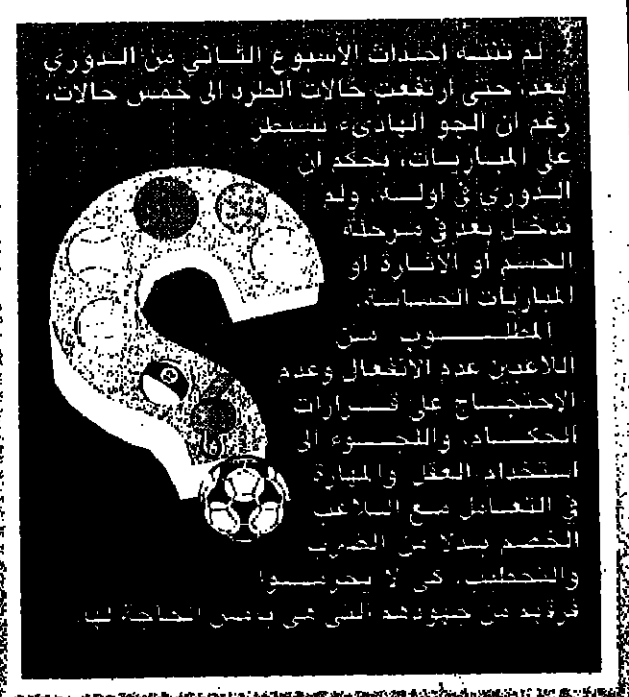 لم تنته احداث الأسبوع الثاني من الدوري
بعد، حتى ارتفعت حالات الطرد الى خمس حالات،
رغم ان الجو الهادىء يسيطر
على المباريات، بحكم ان
الدوري في اوله، ولم
ندخل بعد في مرحلة
الحسم أو الاثارة او
المباريات الحساسة.
المطلوب من
اللاعبين عدم الانفعال وعدم
الاحتجاج على قرارات
الحكام، واللجوء الى
استخدام العقل والمهارة
في التعامل مع اللاعب
الخصم بدلا من الضرب
والتخطيب، كي لا يحرموا
فرقهم من جهودهم التي هي بامس الحاجة لها.